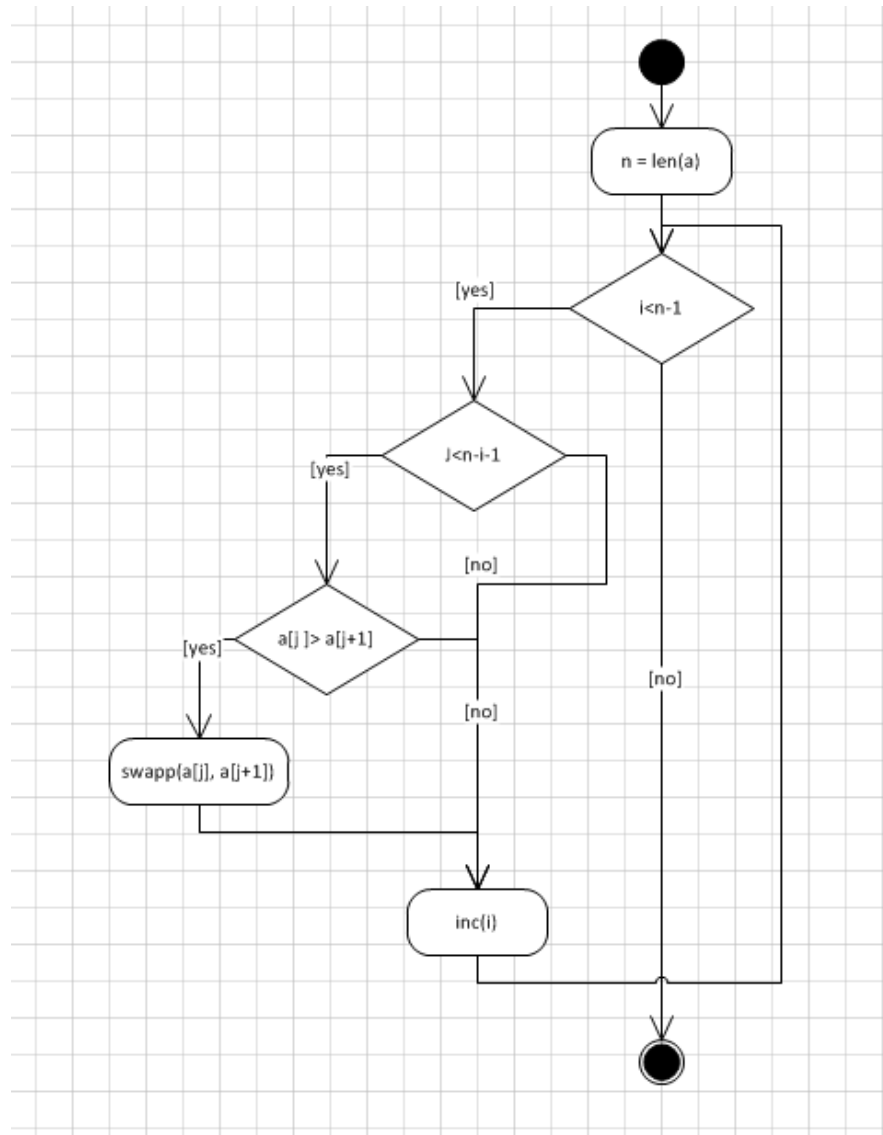 n = len(a)
i<n-1
[yes]
J<n-i-1
[yes]
[no]
a[j ]> a[j+1]
[yes]
[no]
[no]
swapp(a[j], a[j+1])
inc(i)